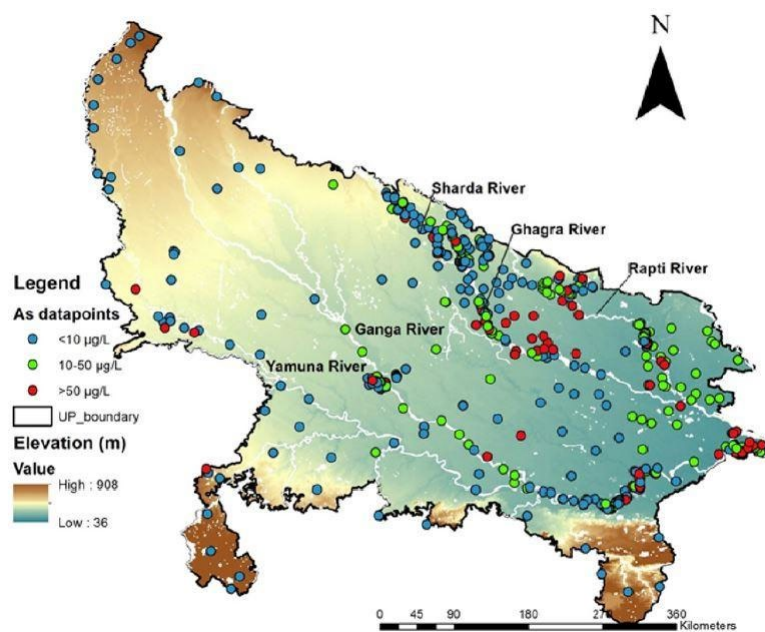 N
Sharda River
Ghagra River
Rapti River
Ganga River
Yamuna River
Legend
As datapoints
<10 µg/L
10-50 µg/L
>50 µg/L
UP_boundary
Elevation (m)
Value
High : 908
Low : 36
0 45 90 180 270 360
Kilometers